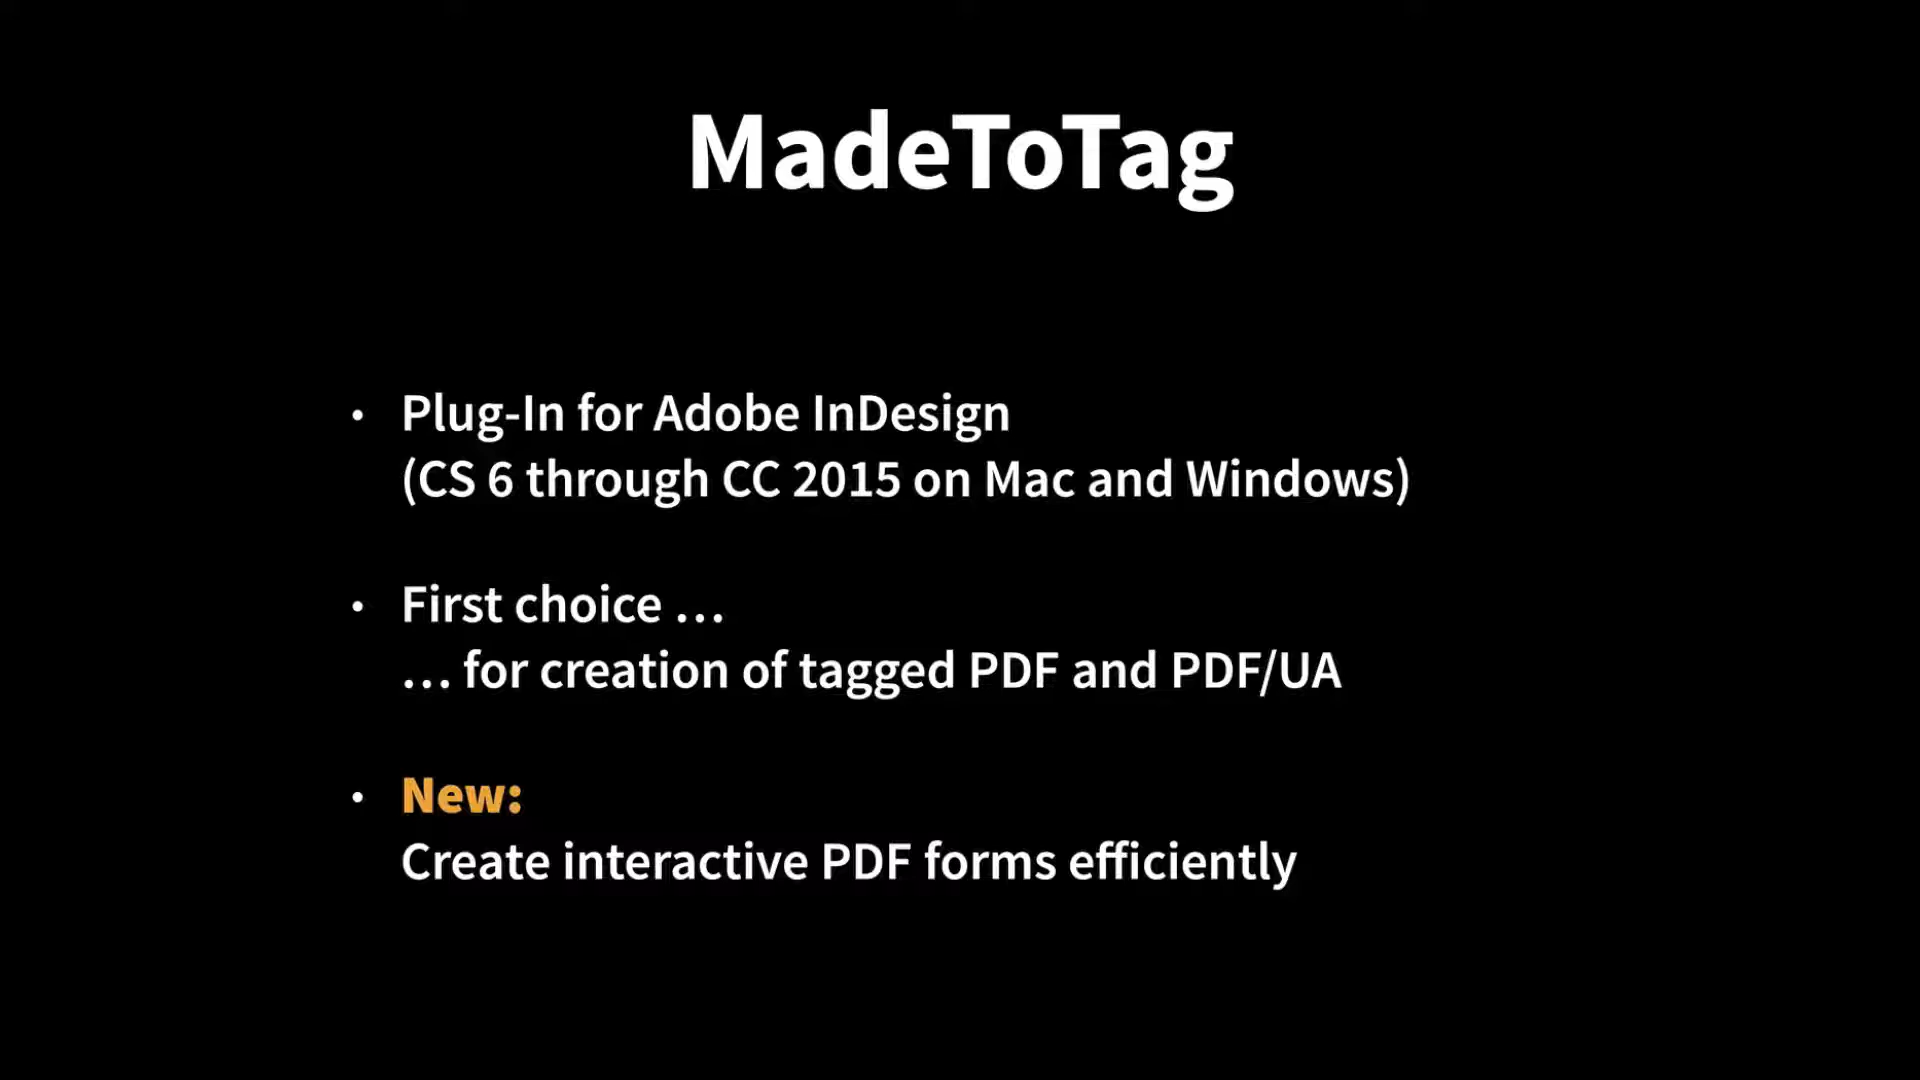 MadeToTag
• Plug-In for Adobe InDesign
(CS 6 through CC 2015 on Mac and Windows)
• First choice …
… for creation of tagged PDF and PDF/UA
• New:
Create interactive PDF forms efficiently